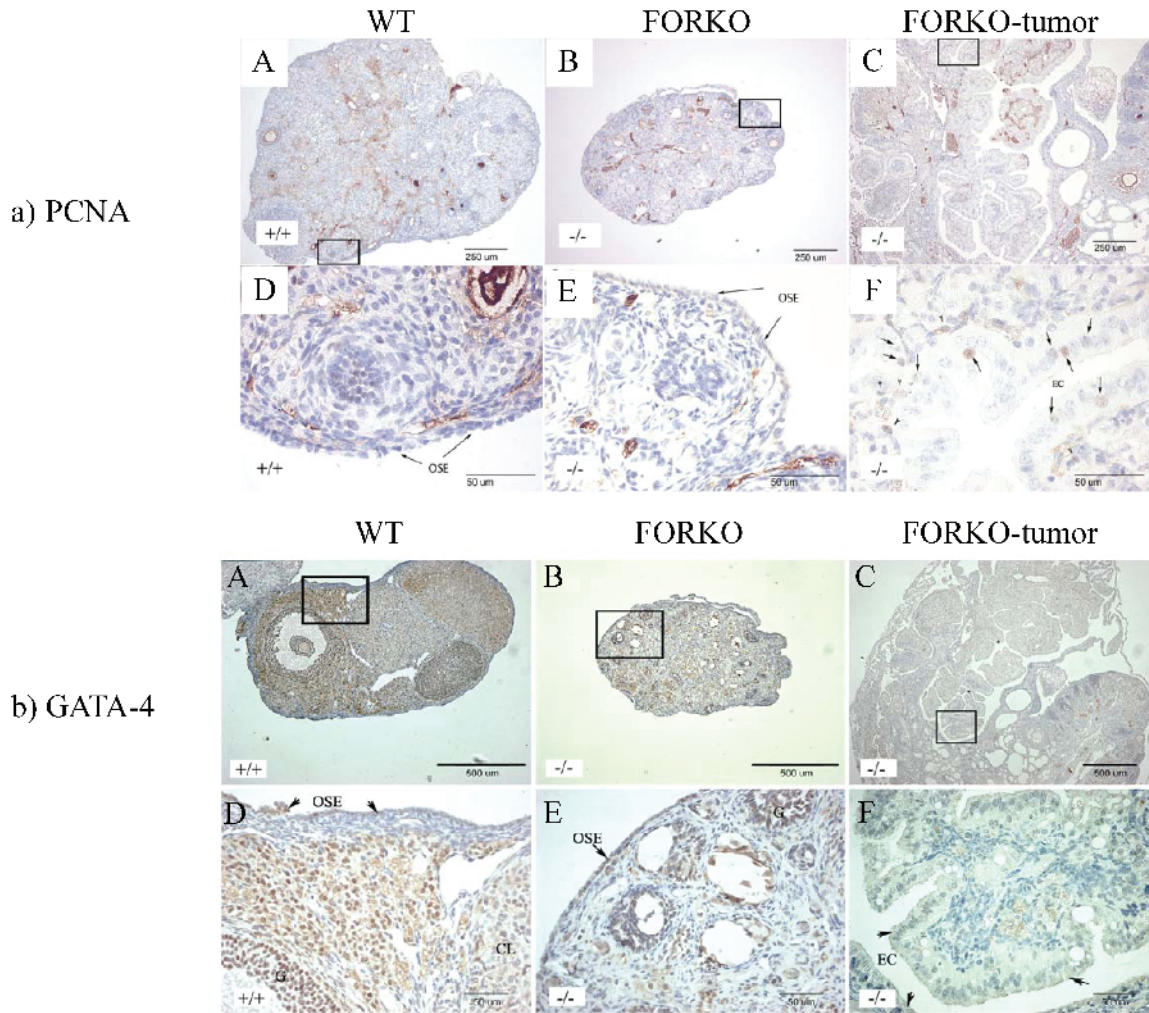 WT FORKO FORKO-tumor
A B C
a) PCNA
+/+ -/- -/-
250 um 250 um 250 um
D E F
OSE
EC
OSE
+/+ -/- -/-
50 um 50 um 50 um
WT FORKO FORKO-tumor
A B C
b) GATA-4
+/+ -/- -/-
500 um 500 um 500 um
D OSE E OSE G F
CL
G
EC
+/+ -/- -/-
50 um 50 um